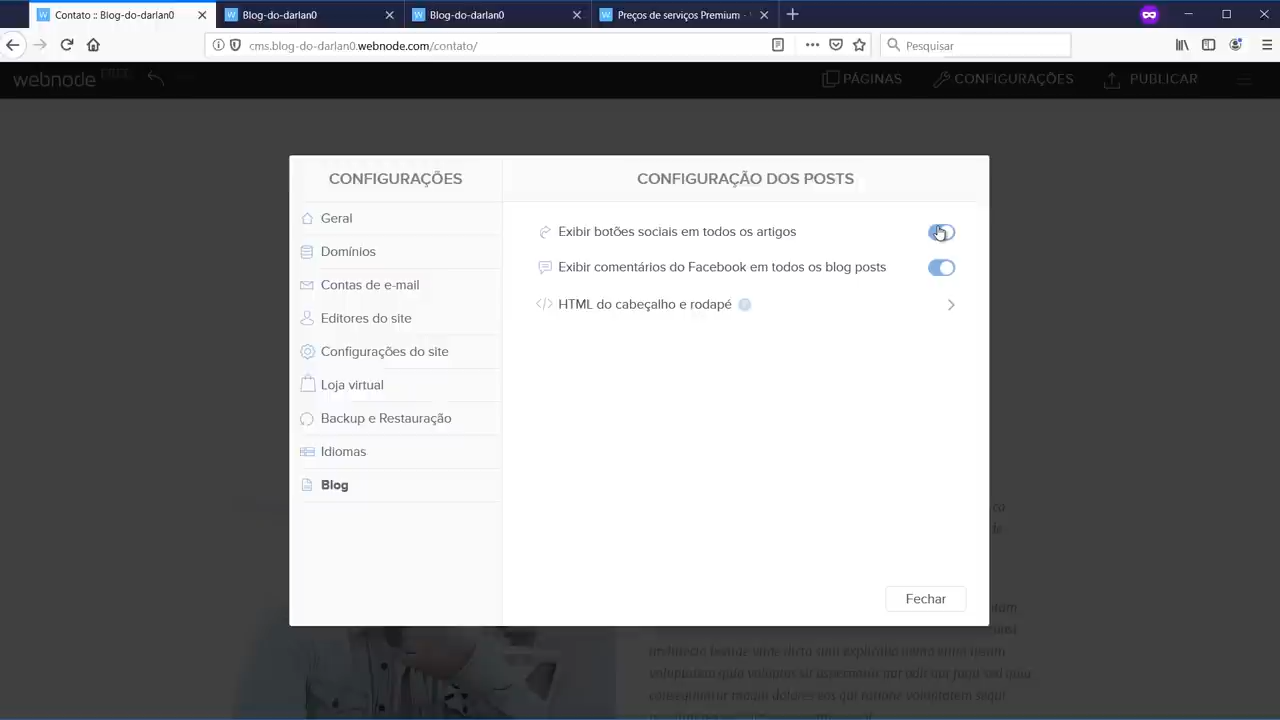 Contato :: Blog-do-darlan0
Blog-do-darlan0
Blog-do-darlan0
Preços de serviços Premium -
cms.blog-do-darlan0.webnode.com/contato/
Pesquisar
webnode
PÁGINAS
CONFIGURAÇÕES
PUBLICAR
CONFIGURAÇÕES
Geral
Domínios
Contas de e-mail
Editores do site
Configurações do site
Loja virtual
Backup e Restauração
Idiomas
Blog
CONFIGURAÇÃO DOS POSTS
Exibir botões sociais em todos os artigos
Exibir comentários do Facebook em todos os blog posts
HTML do cabeçalho e rodapé
Fechar